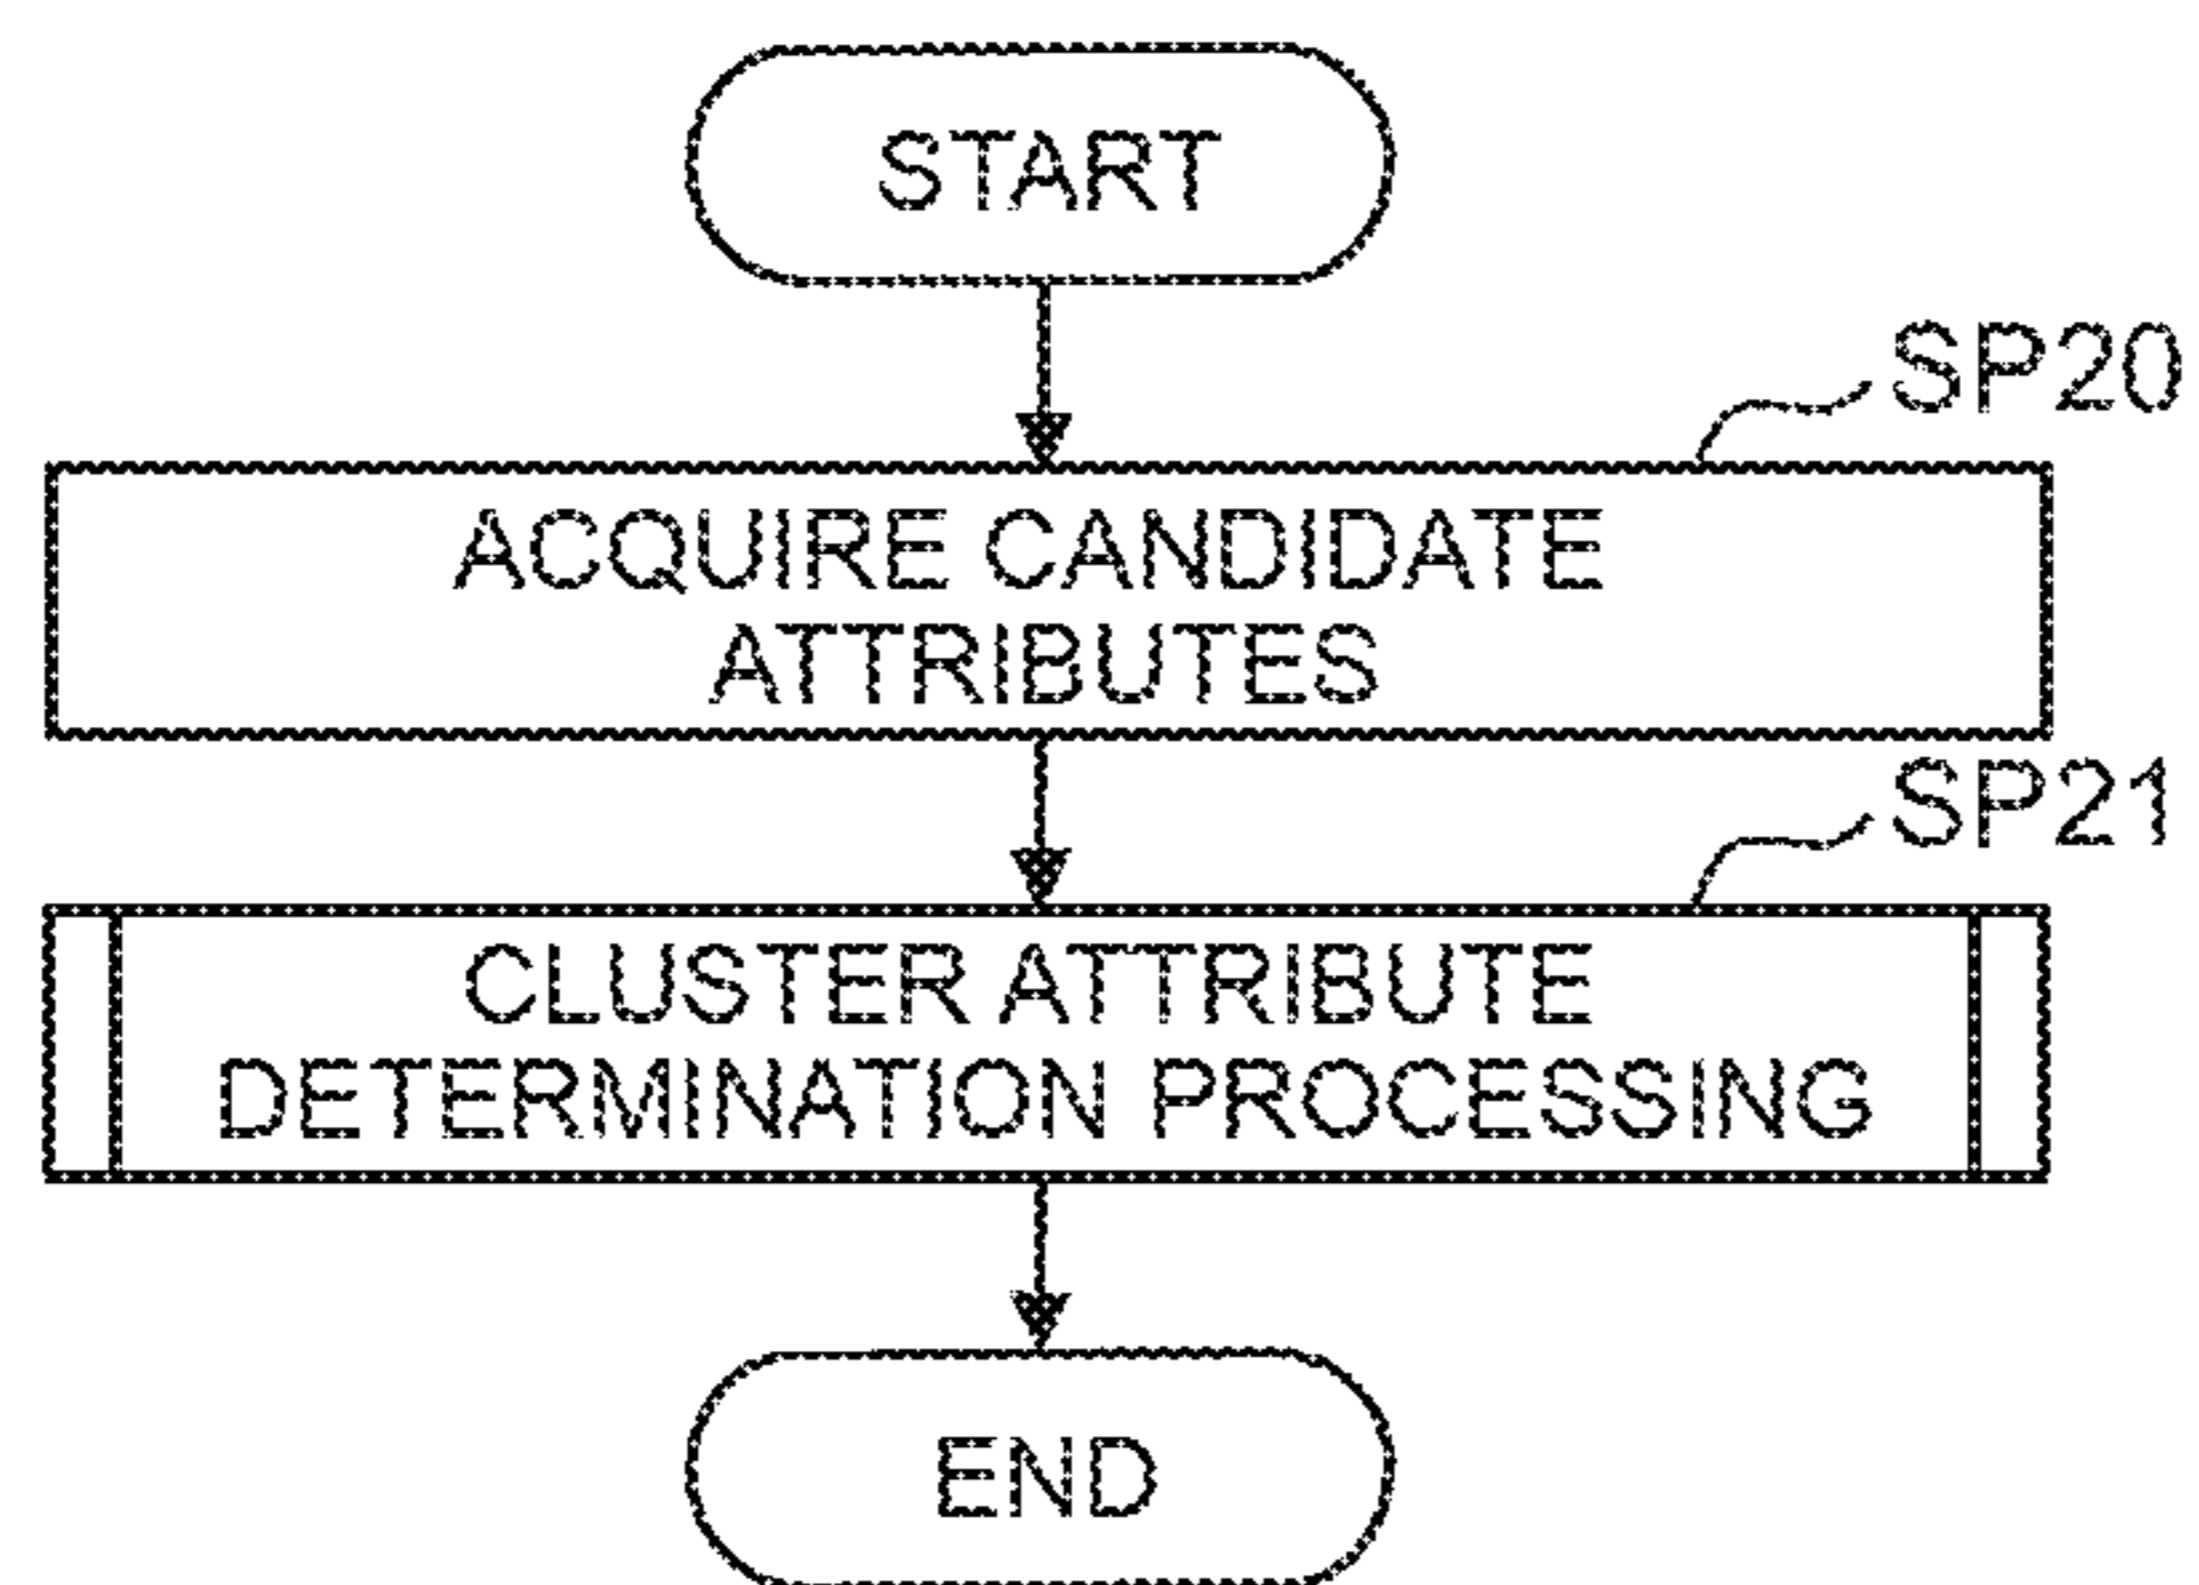 START
SP20
ACQUIRE CANDIDATE
ATTRIBUTES
SP21
CLUSTER ATTRIBUTE
DETERMINATION PROCESSING
END